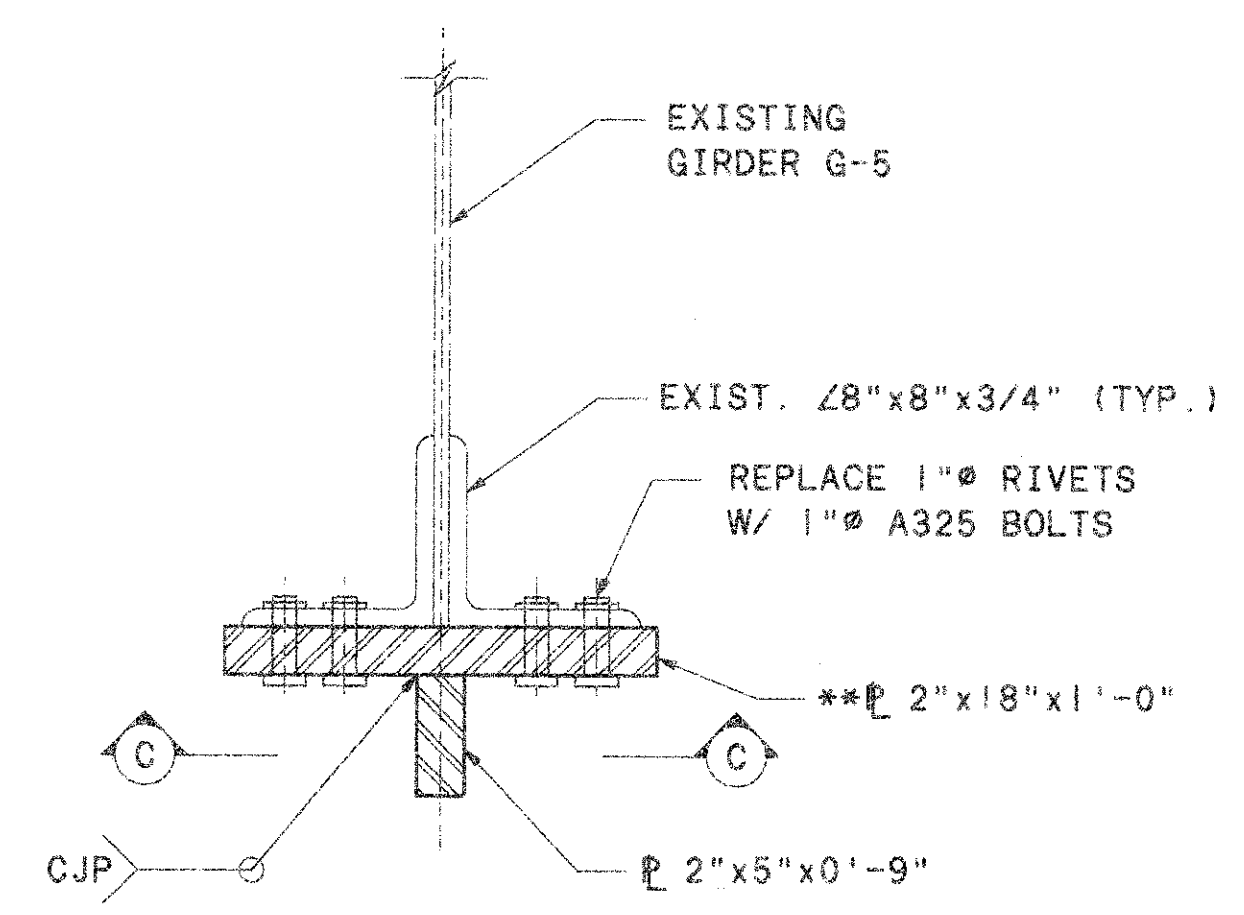 EXISTING
GIRDER G-5
EXIST. ∠8"x8"x3/4" (TYP.)
REPLACE 1"Ø RIVETS
W/ 1"Ø A325 BOLTS
**℄ 2"x18"x1'-0"
C
C
CJP
℄ 2"x5"x0'-9"